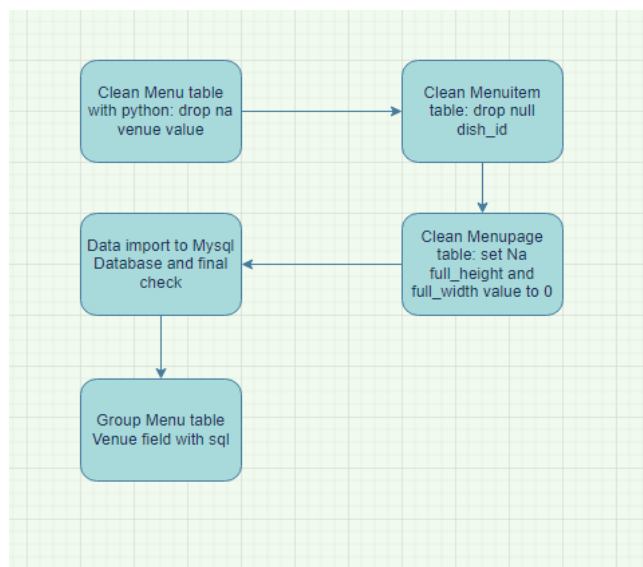 Clean Menu table
with python: drop na
venue value
Clean Menuitem
table: drop null
dish_id
Clean Menupage
table: set Na
full_height and
full_width value to 0
Data import to Mysql
Database and final
check
Group Menu table
Venue field with sql